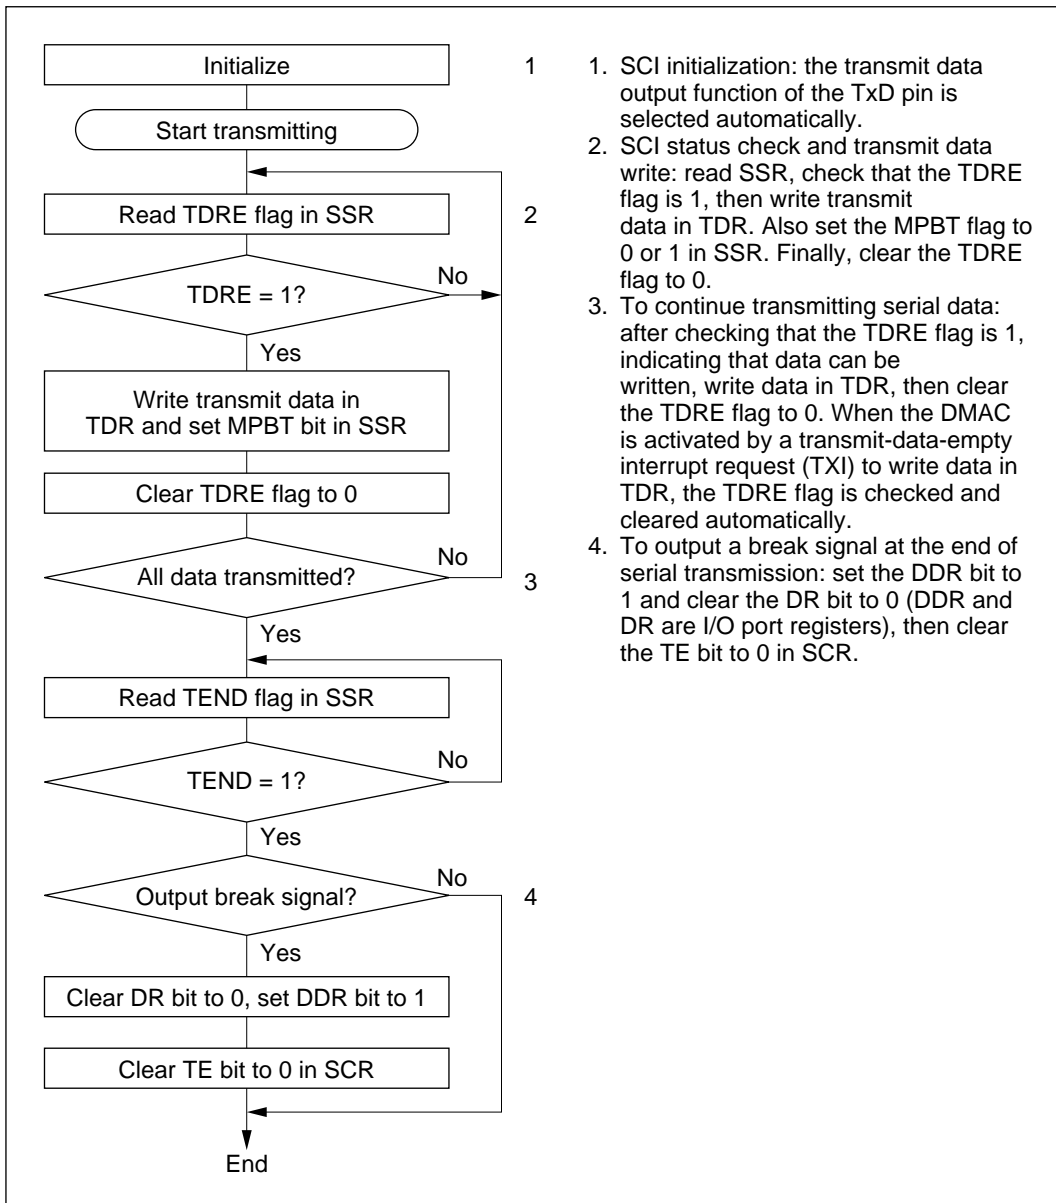 Initialize
1
Start transmitting
Read TDRE flag in SSR
2
TDRE = 1?
No
Yes
Write transmit data in
TDR and set MPBT bit in SSR
Clear TDRE flag to 0
All data transmitted?
No
3
Yes
Read TEND flag in SSR
TEND = 1?
No
Yes
Output break signal?
No
4
Yes
Clear DR bit to 0, set DDR bit to 1
Clear TE bit to 0 in SCR
End
1. SCI initialization: the transmit data
output function of the TxD pin is
selected automatically.
2. SCI status check and transmit data
write: read SSR, check that the TDRE
flag is 1, then write transmit
data in TDR. Also set the MPBT flag to
0 or 1 in SSR. Finally, clear the TDRE
flag to 0.
3. To continue transmitting serial data:
after checking that the TDRE flag is 1,
indicating that data can be
written, write data in TDR, then clear
the TDRE flag to 0. When the DMAC
is activated by a transmit-data-empty
interrupt request (TXI) to write data in
TDR, the TDRE flag is checked and
cleared automatically.
4. To output a break signal at the end of
serial transmission: set the DDR bit to
1 and clear the DR bit to 0 (DDR and
DR are I/O port registers), then clear
the TE bit to 0 in SCR.